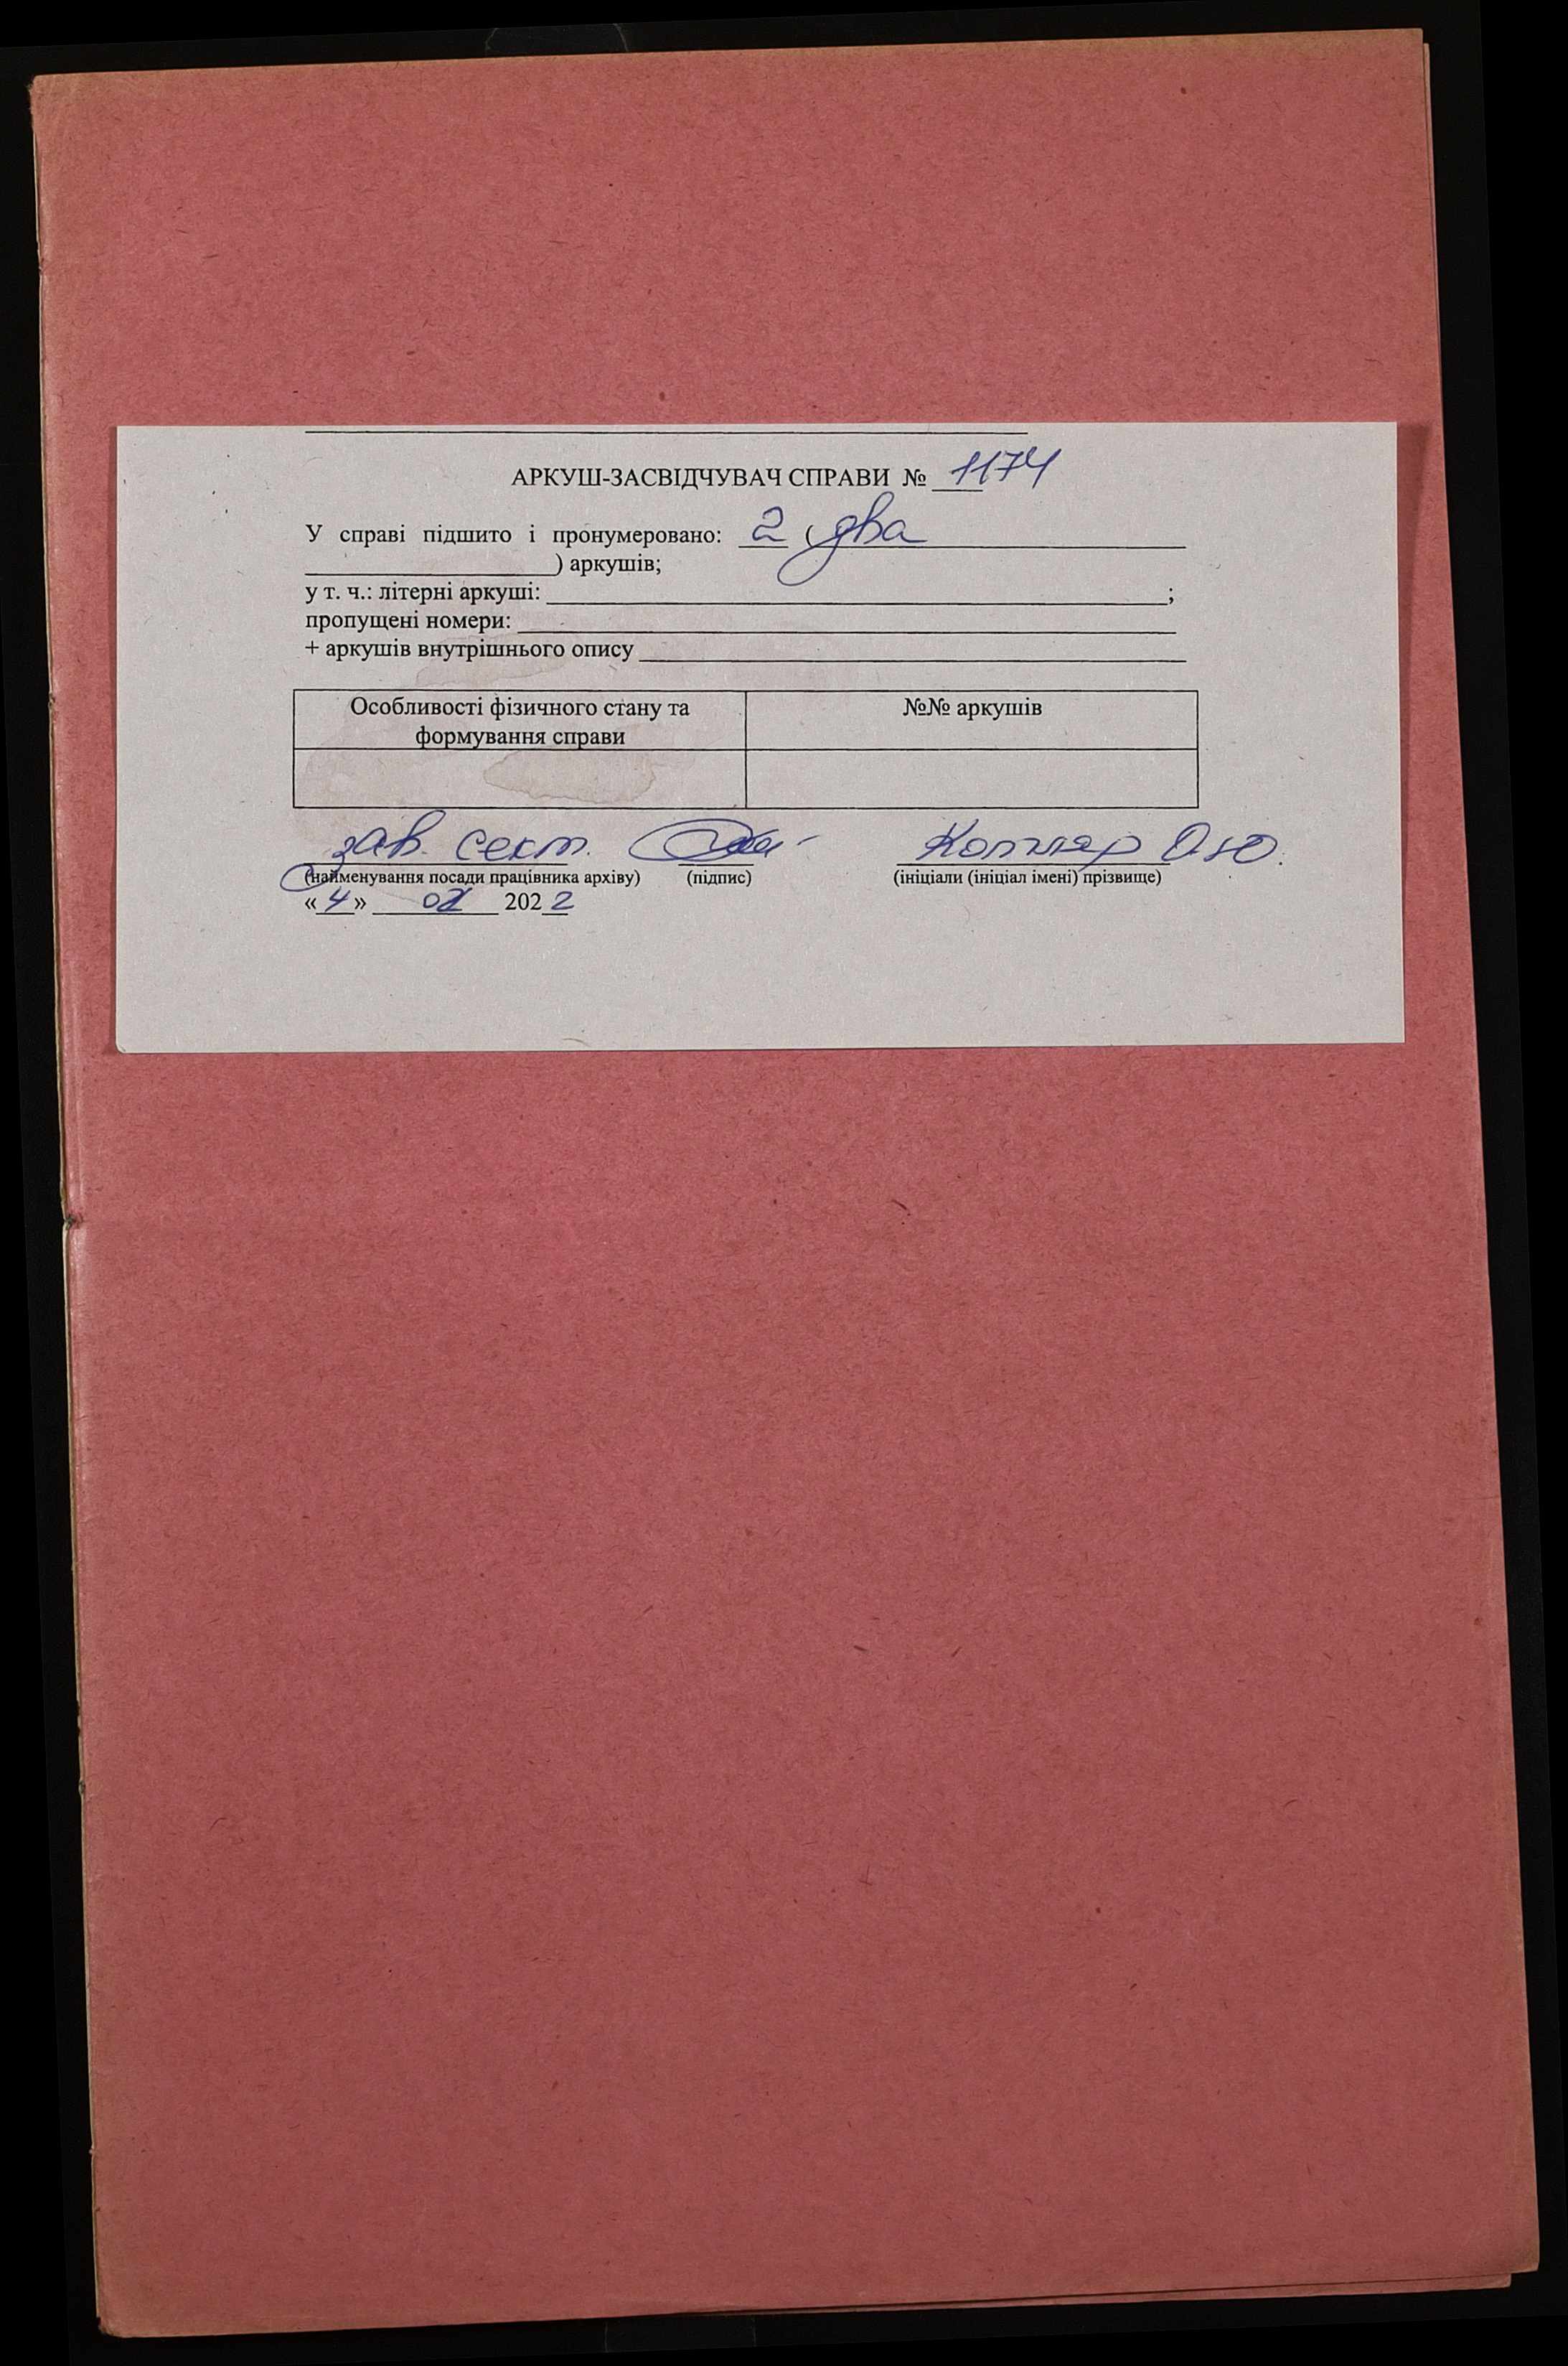 АРКУШ-ЗАСВІДЧУВАЧ СПРАВИ № 1174
У справі підшито і пронумеровано: 2 (два
) аркушів;
у т. ч.: літерні аркуші: ;
пропущені номери:
+ аркушів внутрішнього опису
Особливості фізичного стану та
формування справи
№№ аркушів
зав. сект. Котляр О.Ю.
(найменування посади працівника архіву) (підпис) (ініціали (ініціал імені) прізвище)
«4» 2022